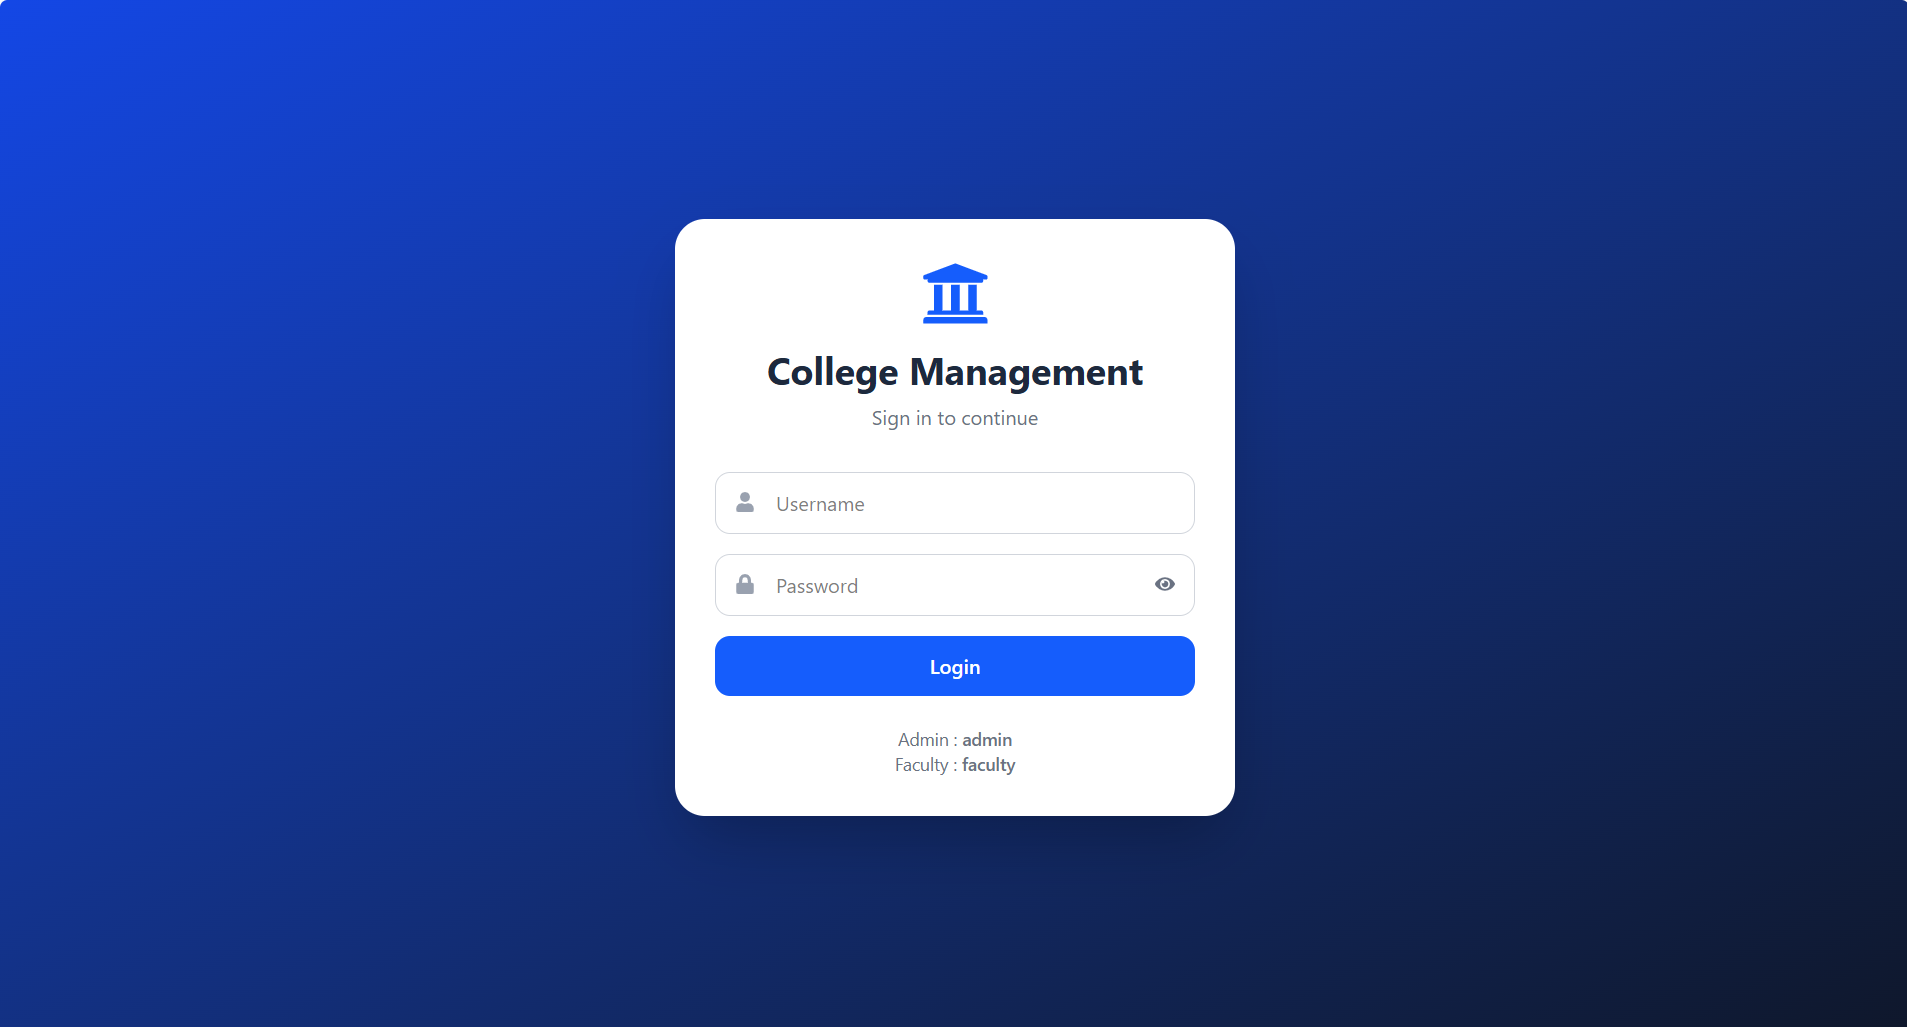 College Management
Sign in to continue
Username
Password
Login
Admin : admin
Faculty : faculty